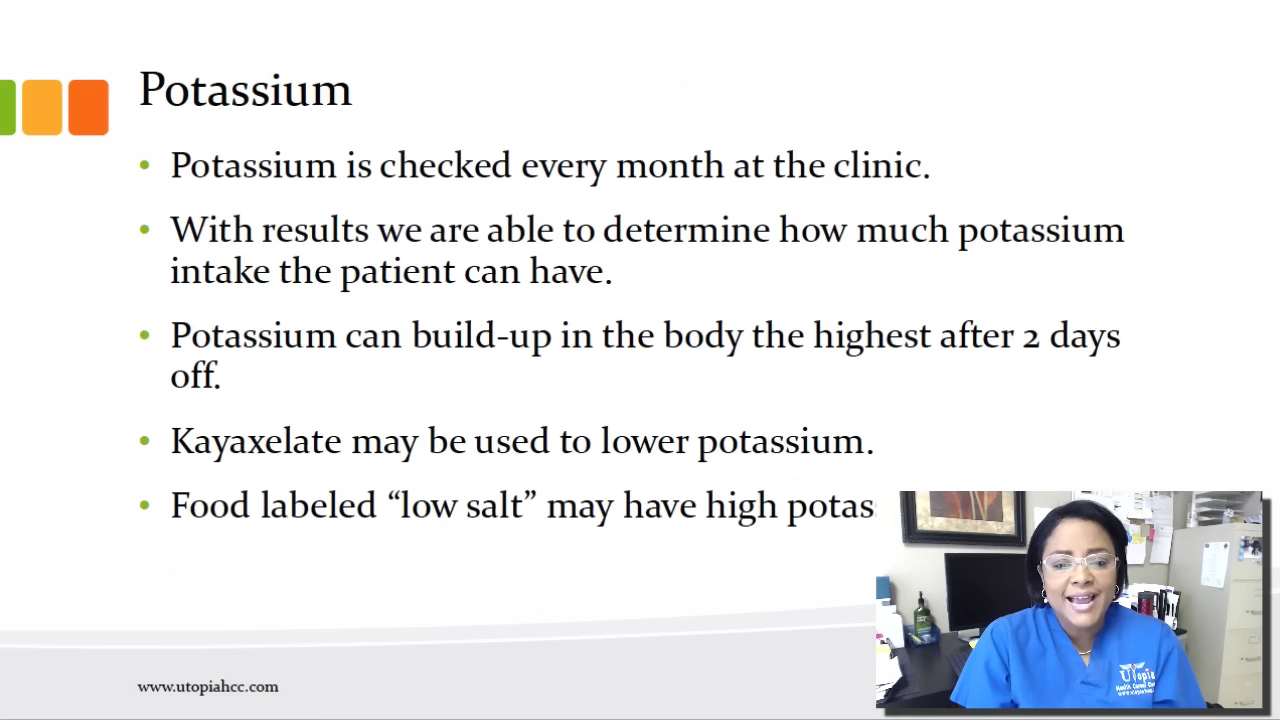 Potassium
• Potassium is checked every month at the clinic.
• With results we are able to determine how much potassium
intake the patient can have.
• Potassium can build-up in the body the highest after 2 days
off.
• Kayaxelate may be used to lower potassium.
• Food labeled “low salt” may have high potas
www.utopiahcc.com
Utopia